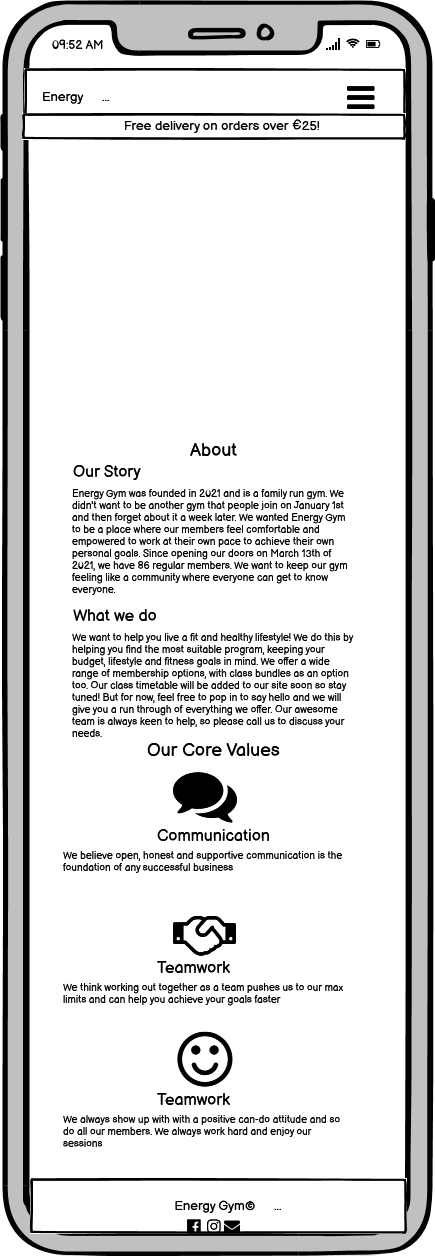 09:52 AM
Energy ...
Free delivery on orders over €25!
About
Our Story
Energy Gym was founded in 2021 and is a family run gym. We
didn't want to be another gym that people join on January 1st
and then forget about it a week later. We wanted Energy Gym
to be a place where our members feel comfortable and
empowered to work at their own pace to achieve their own
personal goals. Since opening our doors on March 13th of
2021, we have 86 regular members. We want to keep our gym
feeling like a community where everyone can get to know
everyone.
What we do
We want to help you live a fit and healthy lifestyle! We do this by
helping you find the most suitable program, keeping your
budget, lifestyle and fitness goals in mind. We offer a wide
range of membership options, with class bundles as an option
too. Our class timetable will be added to our site soon so stay
tuned! But for now, feel free to pop in to say hello and we will
give you a run through of everything we offer. Our awesome
team is always keen to help, so please call us to discuss your
needs.
Our Core Values
Communication
We believe open, honest and supportive communication is the
foundation of any successful business
Teamwork
We think working out together as a team pushes us to our max
limits and can help you achieve your goals faster
Teamwork
We always show up with with a positive can-do attitude and so
do all our members. We always work hard and enjoy our
sessions
Energy Gym© ...